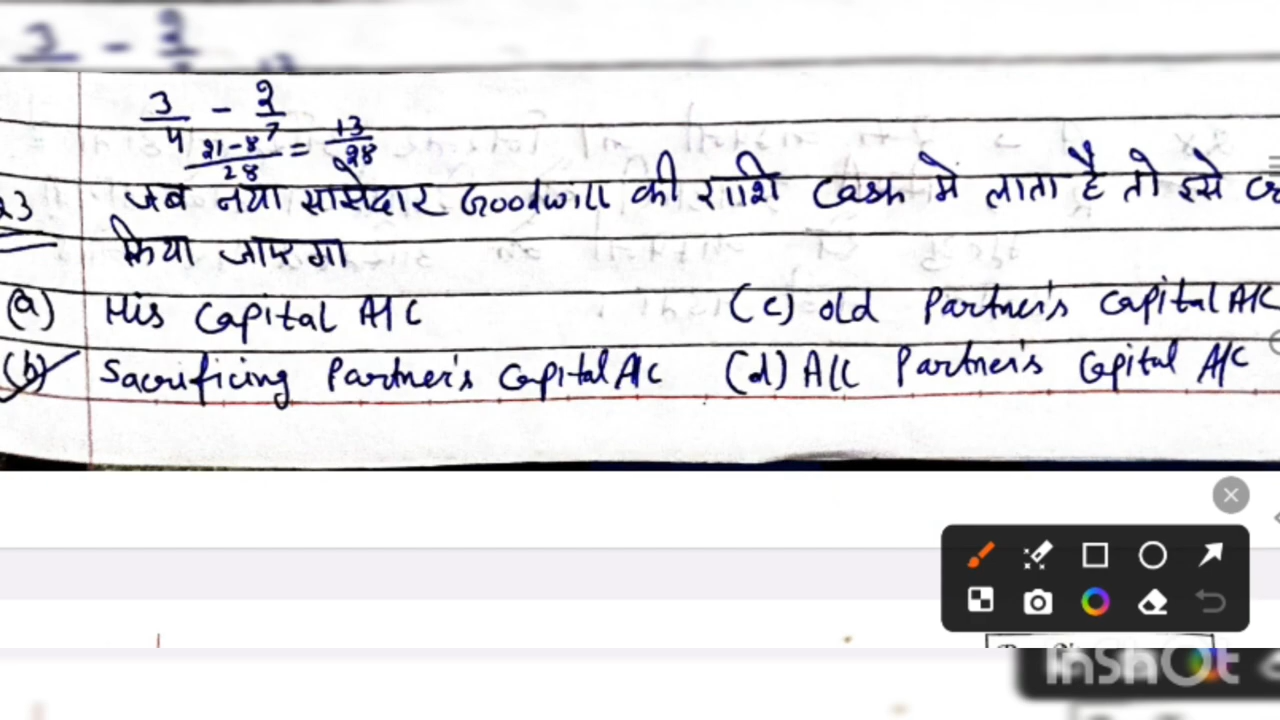 3/4 - 2/7
21-8/28 = 13/28
23 जब नया साझेदार Goodwill की राशि Cash में लाता है तो इसे Cr
किया जाएगा
(a) His Capital A/C (c) old Partner's Capital A/C
(b) Sacrificing Partner's Capital A/C (d) All Partner's Capital A/C
InShot